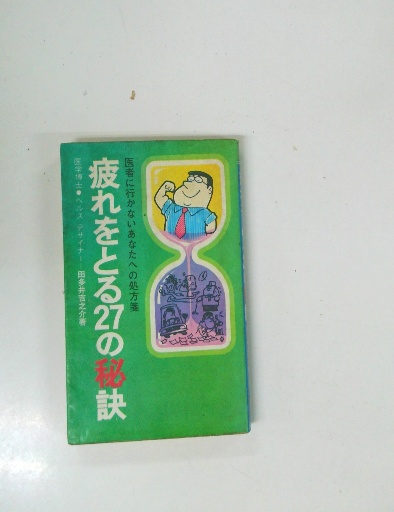 医者に行かないあなたへの処方箋
疲れをとる27の秘訣
医学博士●ヘルス デザイナー 田多井吉之介著